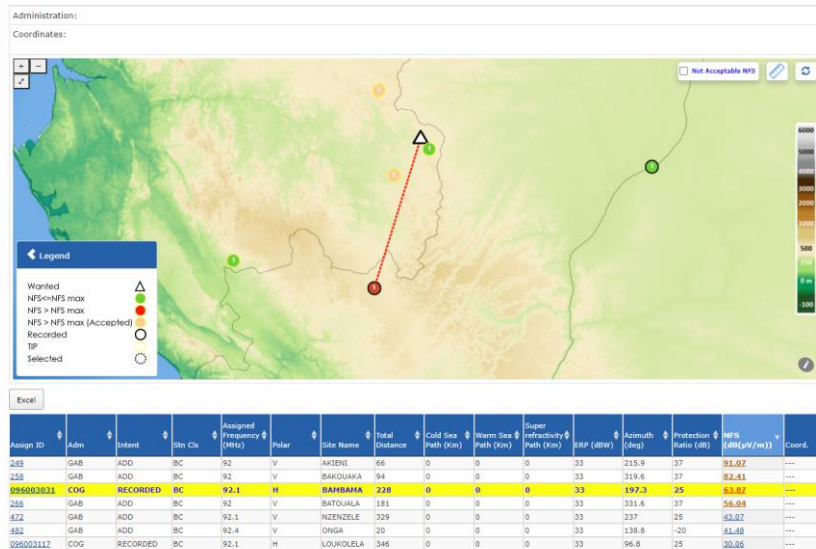 Administration:
Coordinates:
+ −
Not Acceptable NFS
6000
5000
4000
3000
2000
1000
500
250
0 m
-100
Legend
Wanted
NFS<=NFS max
NFS > NFS max
NFS > NFS max (Accepted)
Recorded
TIP
Selected
Excel
Assign ID Adm Intent Stn Cls Assigned Frequency (MHz) Polar Site Name Total Distance Cold Sea Path (Km) Warm Sea Path (Km) Super refractivity Path (Km) ERP (dBW) Azimuth (deg) Protection Ratio (dB) NFS (dB(µV/m)) Coord.
249 GAB ADD BC 92 V AKIENI 66 0 0 0 33 215.9 37 91.07 ---
258 GAB ADD BC 92 V BAKOUAKA 94 0 0 0 33 319.6 37 82.41 ---
096003031 COG RECORDED BC 92.1 H BAMBAMA 228 0 0 0 33 197.3 25 63.87 ---
266 GAB ADD BC 92 V BATOUALA 181 0 0 0 33 331.6 37 56.04 ---
472 GAB ADD BC 92.1 V NZENZELE 329 0 0 0 33 237 25 43.07 ---
482 GAB ADD BC 92.4 V ONGA 20 0 0 0 33 138.8 -20 41.48 ---
096003117 COG RECORDED BC 92.1 H LOUKOLELA 346 0 0 0 33 96.8 25 30.06 ---